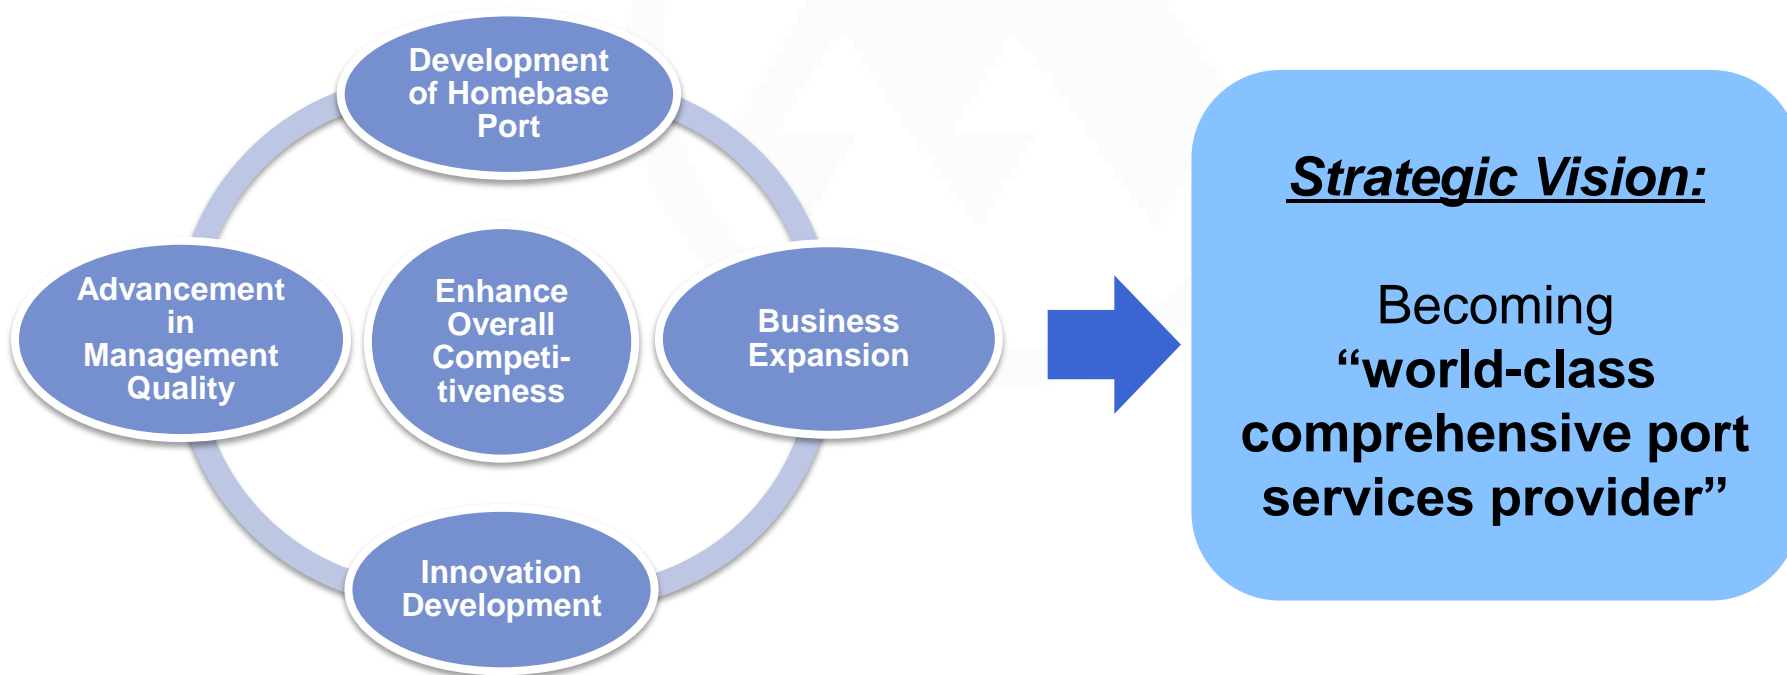 Development
of Homebase
Port
Advancement
in
Management
Quality
Enhance
Overall
Competi-
tiveness
Business
Expansion
Innovation
Development
Strategic Vision:
Becoming
“world-class
comprehensive port
services provider”